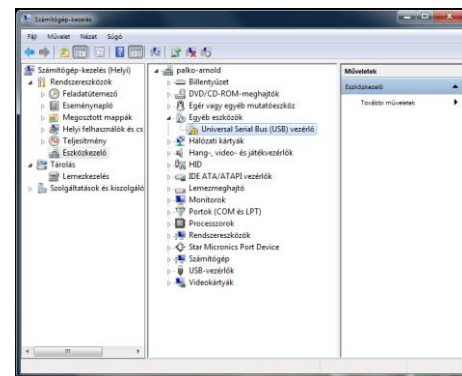 Számítógép-kezelés
Fájl Művelet Nézet Súgó
Számítógép-kezelés (Helyi)
Rendszereszközök
Feladatütemező
Eseménynapló
Megosztott mappák
Helyi felhasználók és cs
Teljesítmény
Eszközkezelő
Tárolás
Lemezkezelés
Szolgáltatások és kiszolgáló
palko-arnold
Billentyűzet
DVD/CD-ROM-meghajtók
Egér vagy egyéb mutatóeszköz
Egyéb eszközök
Universal Serial Bus (USB) vezérlő
Hálózati kártyák
Hang-, video- és játékvezérlők
HID
IDE ATA/ATAPI vezérlők
Lemezmeghajtó
Monitorok
Portok (COM és LPT)
Processzorok
Rendszereszközök
Star Micronics Port Device
Számítógép
USB-vezérlők
Videokártyák
Műveletek
Eszközkezelő
További műveletek